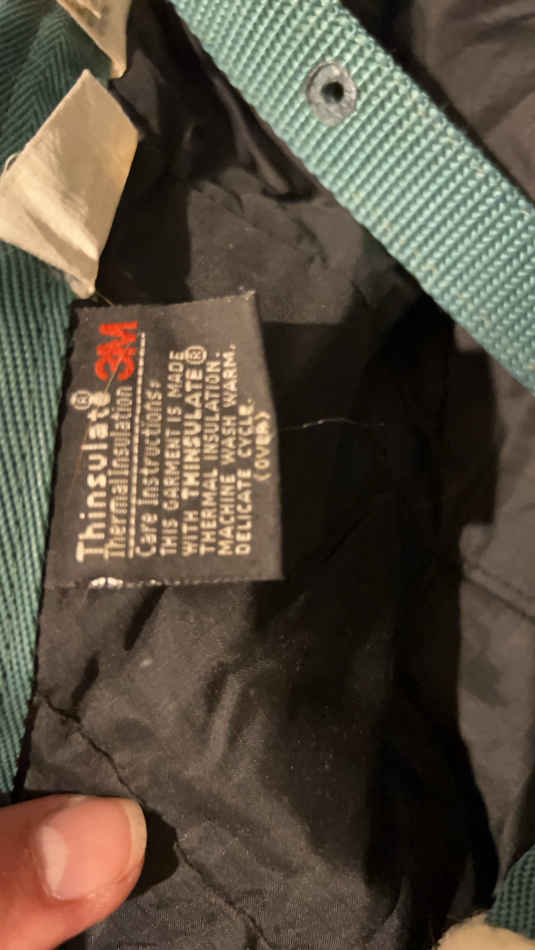 Thinsulate® 3M
Thermal Insulation
Care Instructions:
THIS GARMENT IS MADE
WITH THINSULATE®
THERMAL INSULATION.
MACHINE WASH WARM,
DELICATE CYCLE.
(OVER)